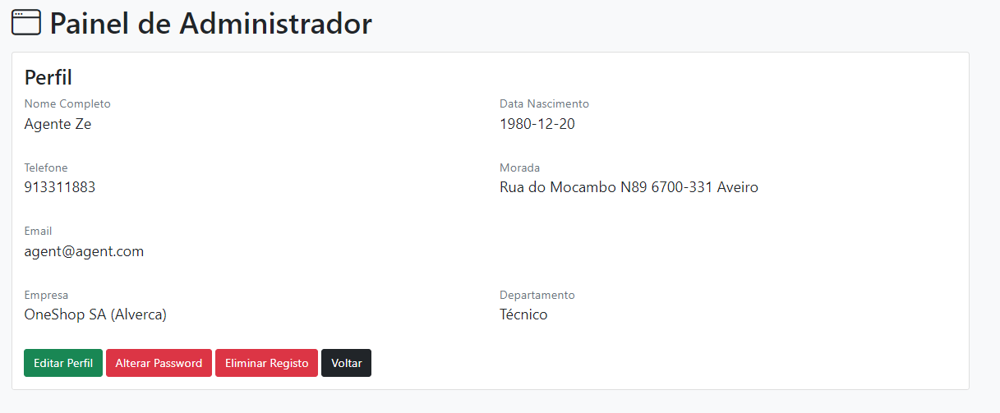 Painel de Administrador
Perfil
Nome Completo
Data Nascimento
Agente Ze
1980-12-20
Telefone
Morada
913311883
Rua do Mocambo N89 6700-331 Aveiro
Email
agent@agent.com
Empresa
Departamento
OneShop SA (Alverca)
Técnico
Editar Perfil
Alterar Password
Eliminar Registo
Voltar